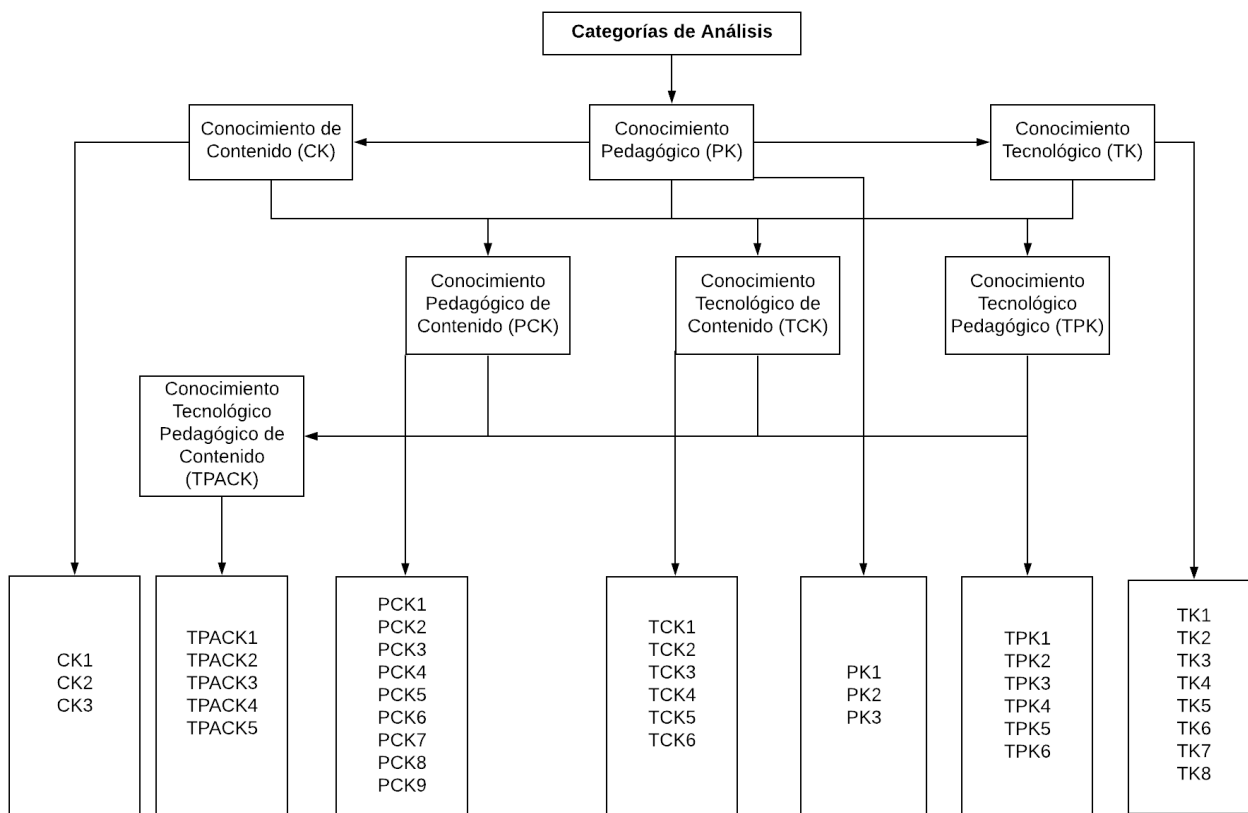 Categorías de Análisis
Conocimiento de
Contenido (CK)
Conocimiento
Pedagógico (PK)
Conocimiento
Tecnológico (TK)
Conocimiento
Pedagógico de
Contenido (PCK)
Conocimiento
Tecnológico de
Contenido (TCK)
Conocimiento
Tecnológico
Pedagógico (TPK)
Conocimiento
Tecnológico
Pedagógico de
Contenido
(TPACK)
CK1
CK2
CK3
TPACK1
TPACK2
TPACK3
TPACK4
TPACK5
PCK1
PCK2
PCK3
PCK4
PCK5
PCK6
PCK7
PCK8
PCK9
TCK1
TCK2
TCK3
TCK4
TCK5
TCK6
PK1
PK2
PK3
TPK1
TPK2
TPK3
TPK4
TPK5
TPK6
TK1
TK2
TK3
TK4
TK5
TK6
TK7
TK8